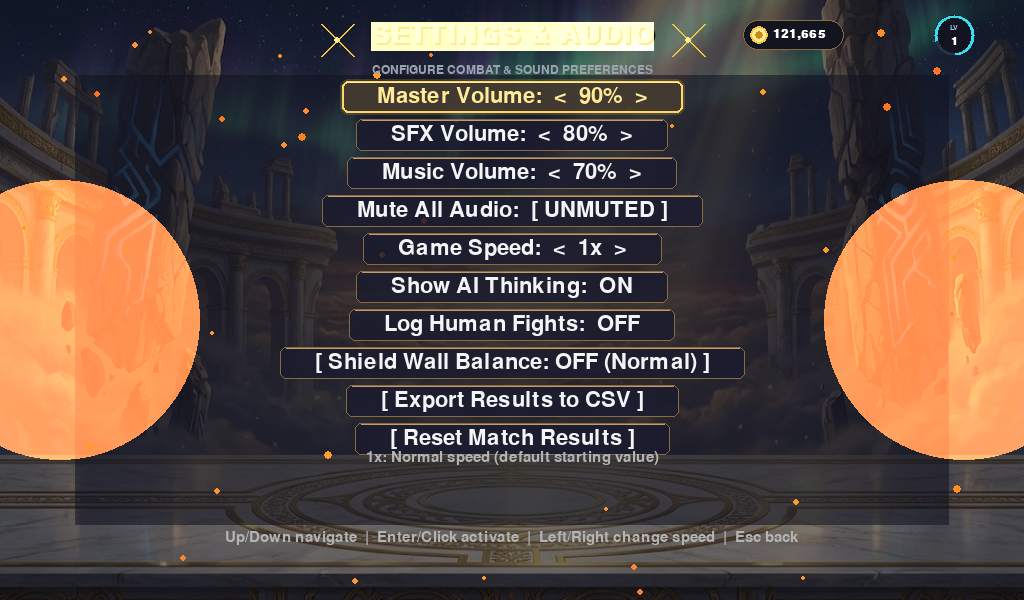 SETTINGS & AUDIO
121,665
LV
1
CONFIGURE COMBAT & SOUND PREFERENCES
Master Volume: < 90% >
SFX Volume: < 80% >
Music Volume: < 70% >
Mute All Audio: [ UNMUTED ]
Game Speed: < 1x >
Show AI Thinking: ON
Log Human Fights: OFF
[ Shield Wall Balance: OFF (Normal) ]
[ Export Results to CSV ]
[ Reset Match Results ]
1x: Normal speed (default starting value)
Up/Down navigate | Enter/Click activate | Left/Right change speed | Esc back